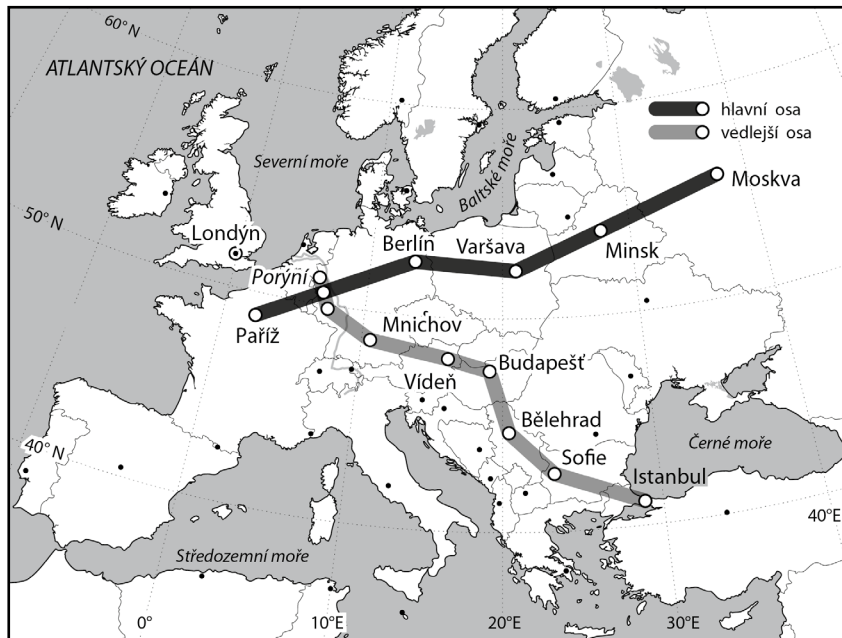 60° N
ATLANTSKÝ OCEÁN
hlavní osa
vedlejší osa
Severní moře
Baltské moře
Moskva
50° N
Londýn
Berlín
Varšava
Minsk
Porýní
Paříž
Mnichov
Budapešť
Vídeň
Bělehrad
Černé moře
40° N
Sofie
Istanbul
40°E
Středozemní moře
0°
10°E
20°E
30°E